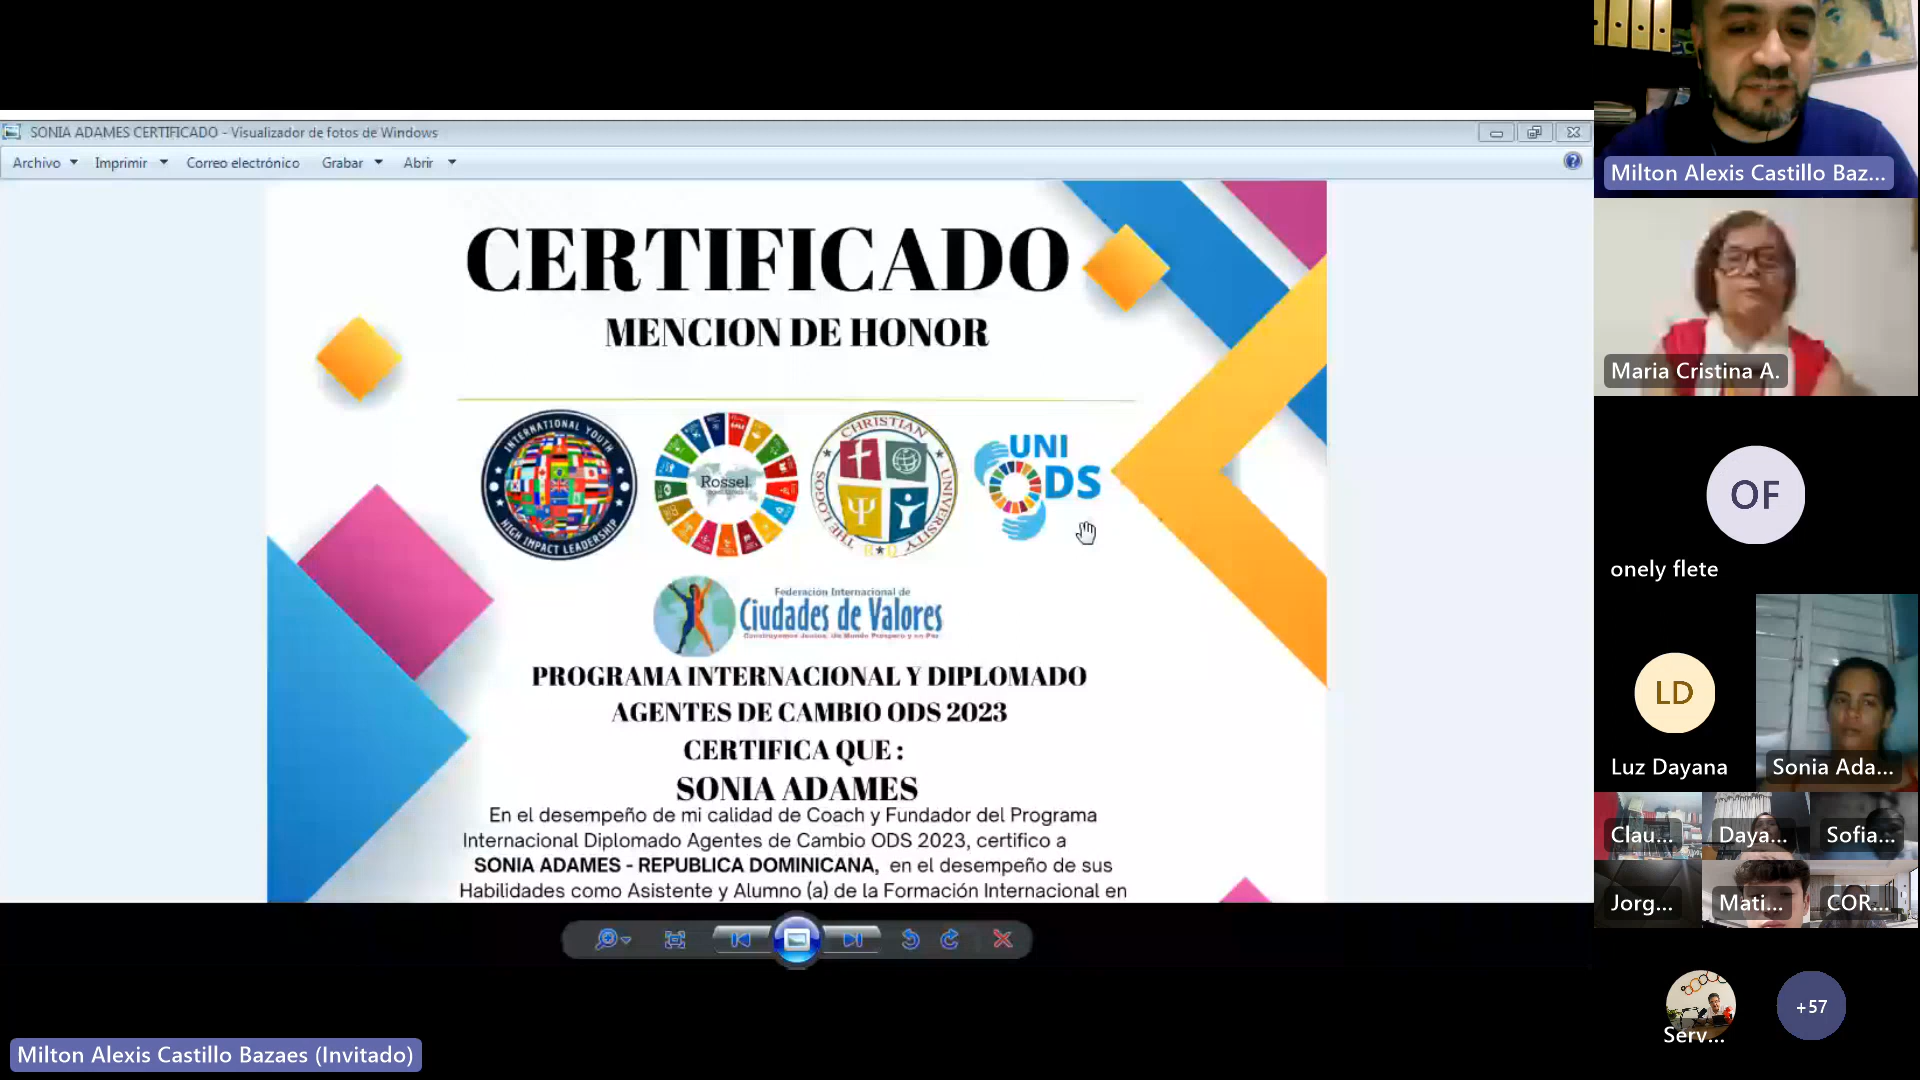 SONIA ADAMES CERTIFICADO - Visualizador de fotos de Windows
Archivo Imprimir Correo electrónico Grabar Abrir
CERTIFICADO
MENCION DE HONOR
INTERNATIONAL YOUTH
HIGH IMPACT LEADERSHIP
Rossel
THE LOGOS CHRISTIAN UNIVERSITY
UNI
ODS
Federación Internacional de
Ciudades de Valores
PROGRAMA INTERNACIONAL Y DIPLOMADO
AGENTES DE CAMBIO ODS 2023
CERTIFICA QUE :
SONIA ADAMES
En el desempeño de mi calidad de Coach y Fundador del Programa
Internacional Diplomado Agentes de Cambio ODS 2023, certifico a
SONIA ADAMES - REPUBLICA DOMINICANA, en el desempeño de sus
Habilidades como Asistente y Alumno (a) de la Formación Internacional en
Milton Alexis Castillo Bazaes (Invitado)
Milton Alexis Castillo Baz...
Maria Cristina A.
OF
onely flete
LD
Luz Dayana
Sonia Ada...
Clau...
Daya...
Sofia...
Jorg...
Mati...
COR...
Serv...
+57